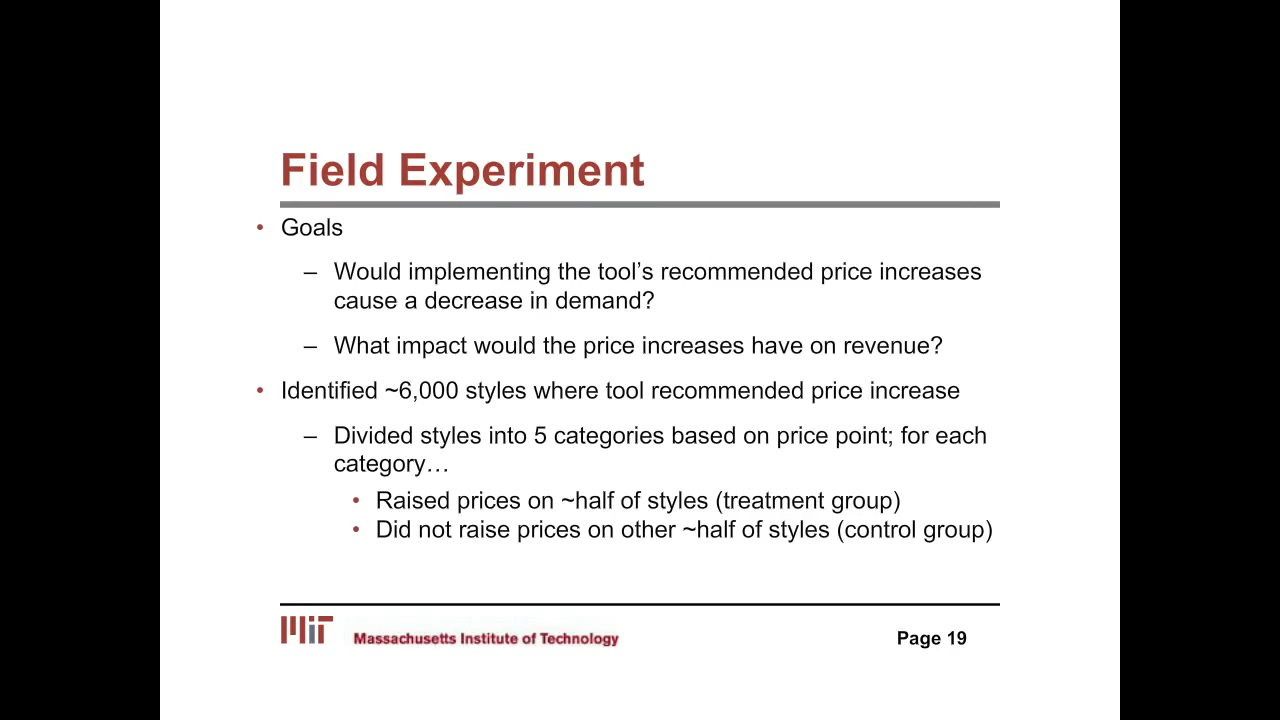 Field Experiment
• Goals
– Would implementing the tool’s recommended price increases
cause a decrease in demand?
– What impact would the price increases have on revenue?
• Identified ~6,000 styles where tool recommended price increase
– Divided styles into 5 categories based on price point; for each
category…
• Raised prices on ~half of styles (treatment group)
• Did not raise prices on other ~half of styles (control group)
MIT Massachusetts Institute of Technology
Page 19